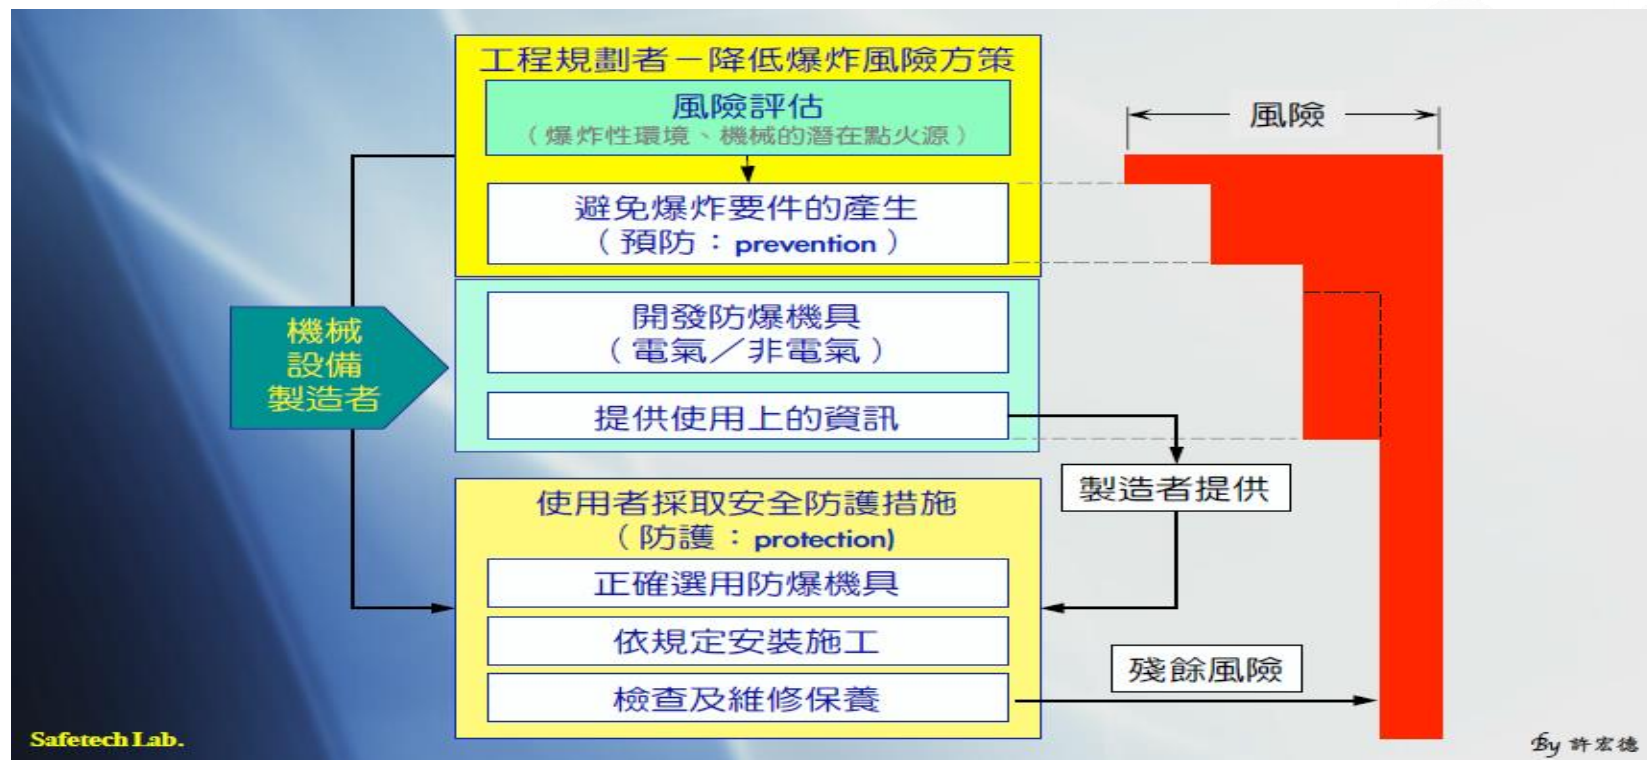 工程規劃者－降低爆炸風險方策
風險評估
（爆炸性環境、機械的潛在點火源）
避免爆炸要件的產生
（預防：prevention）
風險
機械
設備
製造者
開發防爆機具
（電氣／非電氣）
提供使用上的資訊
製造者提供
使用者採取安全防護措施
（防護：protection)
正確選用防爆機具
依規定安裝施工
檢查及維修保養
殘餘風險
Safetech Lab.
By 許宏德